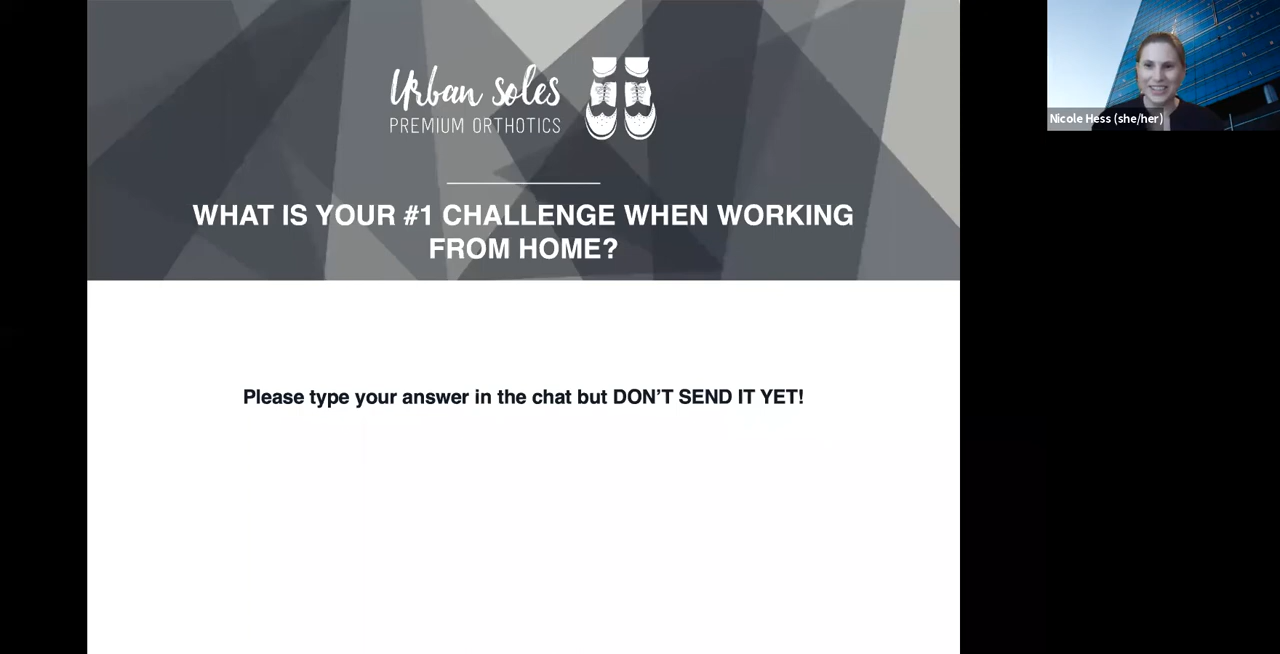 Urban soles
PREMIUM ORTHOTICS
WHAT IS YOUR #1 CHALLENGE WHEN WORKING
FROM HOME?
Please type your answer in the chat but DON'T SEND IT YET!
Nicole Hess (she/her)